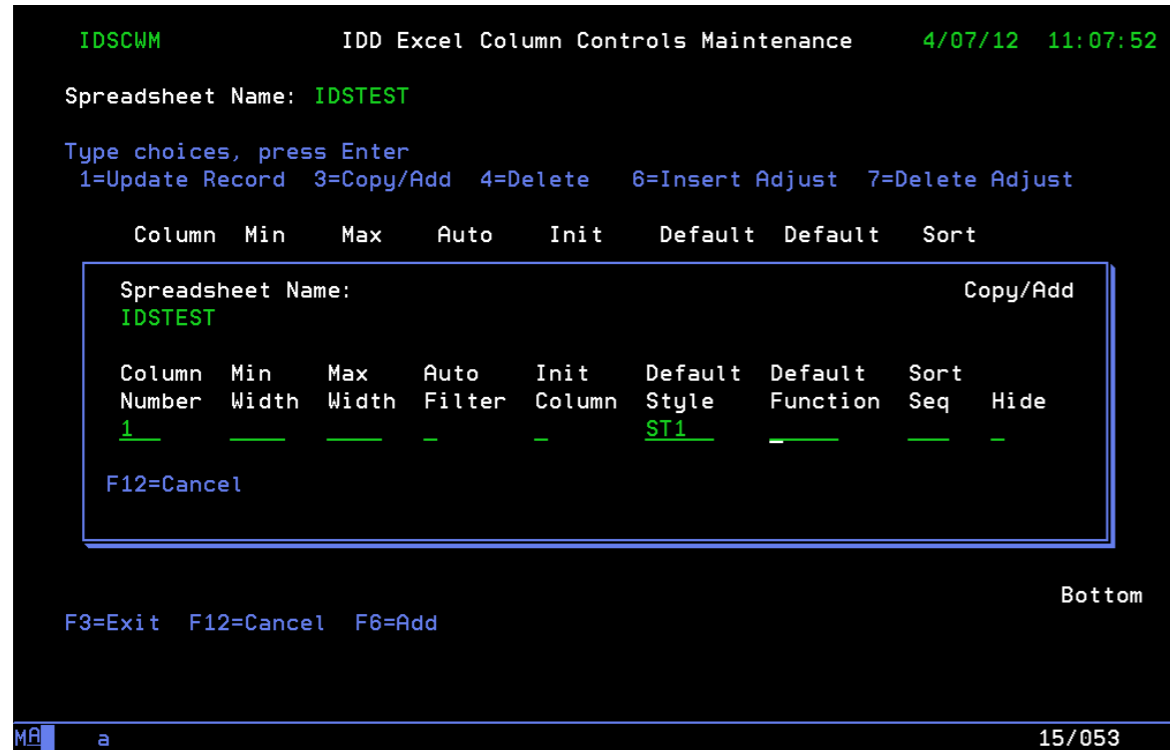 IDSCWM IDD Excel Column Controls Maintenance 4/07/12 11:07:52
Spreadsheet Name: IDSTEST
Type choices, press Enter
1=Update Record 3=Copy/Add 4=Delete 6=Insert Adjust 7=Delete Adjust
Column Min Max Auto Init Default Default Sort
Spreadsheet Name: Copy/Add
IDSTEST
Column Min Max Auto Init Default Default Sort
Number Width Width Filter Column Style Function Seq Hide
1 ST1
F12=Cancel
Bottom
F3=Exit F12=Cancel F6=Add
MA a 15/053